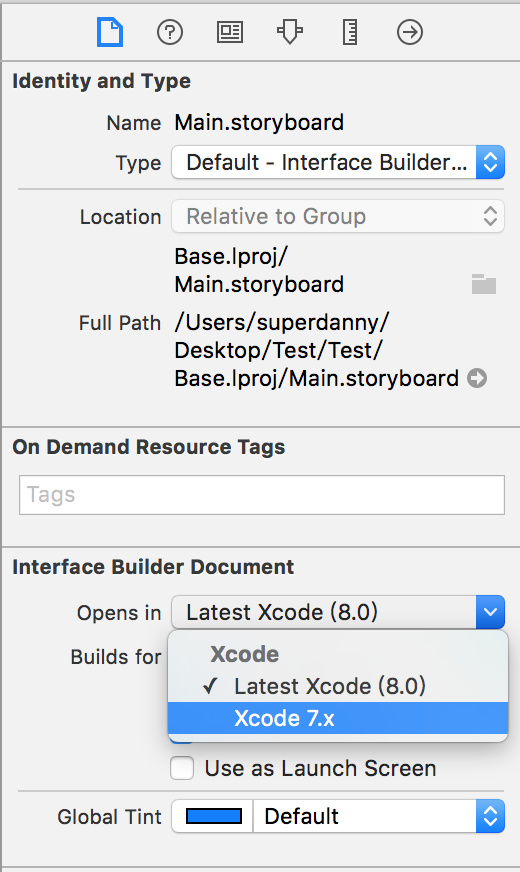 Identity and Type
Name Main.storyboard
Type Default - Interface Builder...
Location Relative to Group
Base.lproj/
Main.storyboard
Full Path /Users/superdanny/
Desktop/Test/Test/
Base.lproj/Main.storyboard
On Demand Resource Tags
Tags
Interface Builder Document
Opens in Latest Xcode (8.0)
Builds for
Xcode
✓ Latest Xcode (8.0)
Xcode 7.x
Use as Launch Screen
Global Tint Default